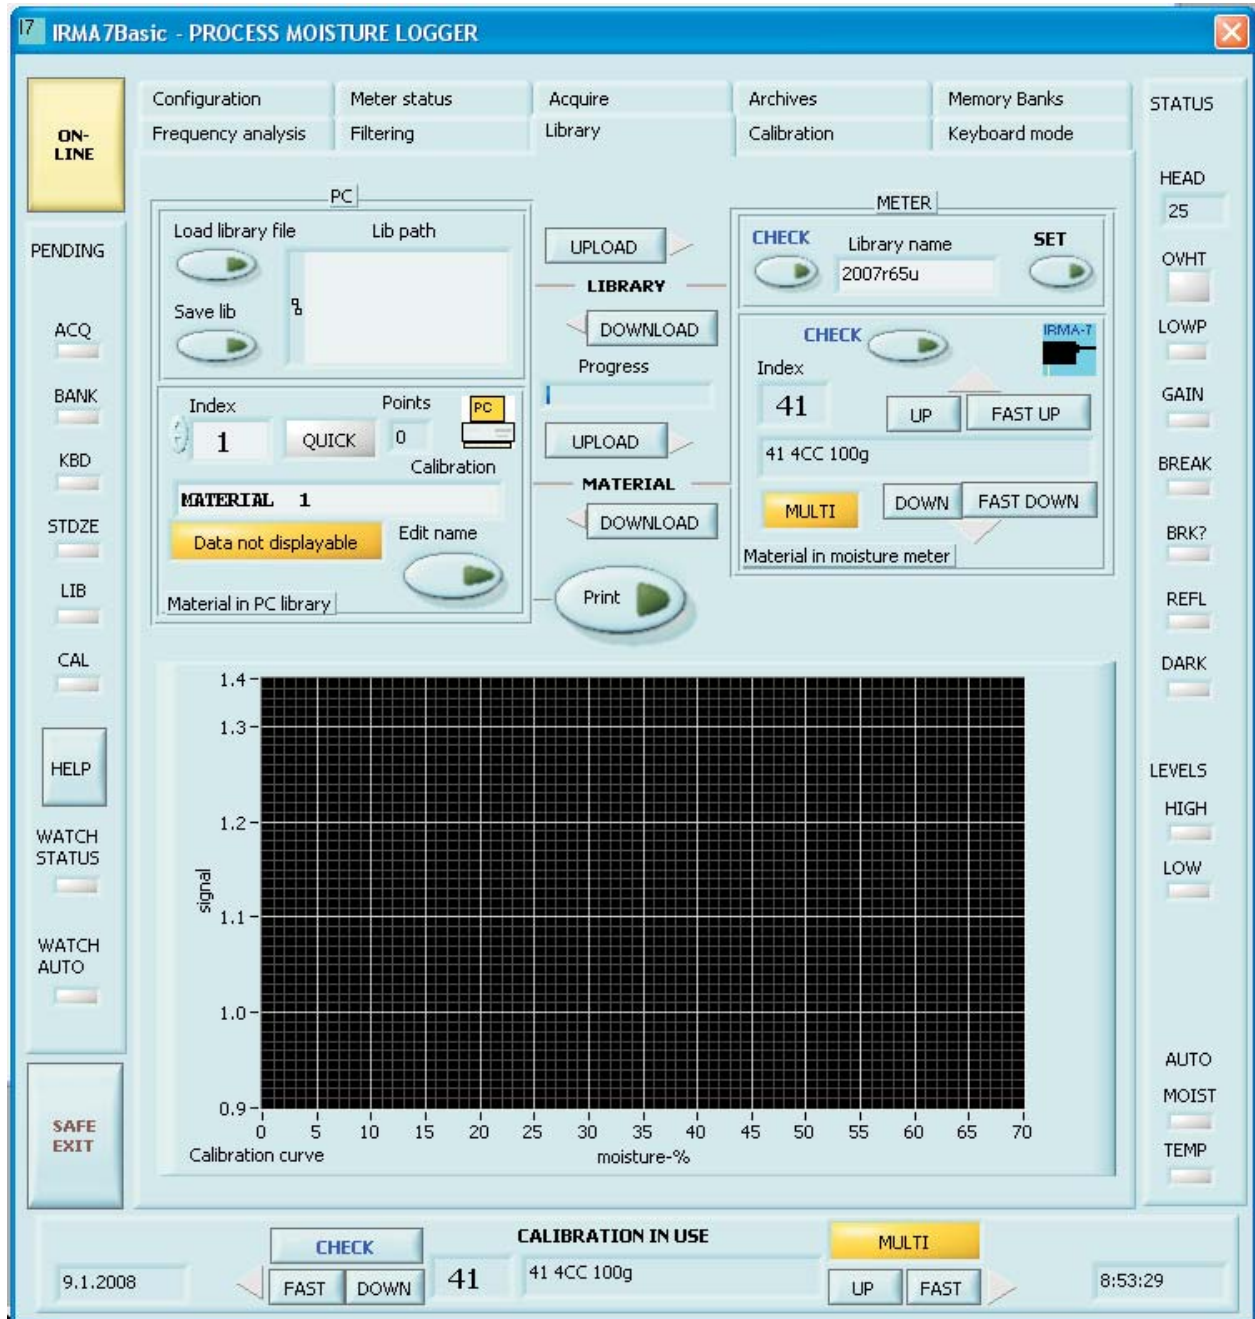 I7 IRMA7Basic - PROCESS MOISTURE LOGGER
ON-
LINE
Configuration
Meter status
Acquire
Archives
Memory Banks
Frequency analysis
Filtering
Library
Calibration
Keyboard mode
PENDING
ACQ
BANK
KBD
STDZE
LIB
CAL
HELP
WATCH
STATUS
WATCH
AUTO
SAFE
EXIT
PC
Load library file
Lib path
Save lib
Index
Points
PC
1
QUICK
0
Calibration
MATERIAL 1
Data not displayable
Edit name
Material in PC library
UPLOAD
LIBRARY
DOWNLOAD
Progress
UPLOAD
MATERIAL
DOWNLOAD
Print
METER
CHECK
Library name
SET
2007r65u
CHECK
IRMA-7
Index
41
UP
FAST UP
41 4CC 100g
MULTI
DOWN
FAST DOWN
Material in moisture meter
1.4
1.3
1.2
1.1
1.0
0.9
signal
0 5 10 15 20 25 30 35 40 45 50 55 60 65 70
Calibration curve
moisture-%
STATUS
HEAD
25
OVHT
LOWP
GAIN
BREAK
BRK?
REFL
DARK
LEVELS
HIGH
LOW
AUTO
MOIST
TEMP
9.1.2008
CHECK
FAST
DOWN
41
CALIBRATION IN USE
41 4CC 100g
MULTI
UP
FAST
8:53:29